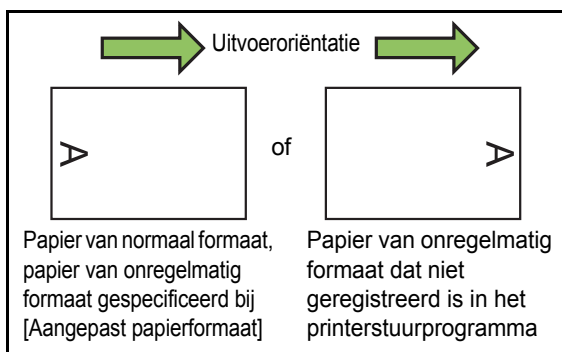 Uitvoeroriëntatie
A
of
A
Papier van normaal formaat,
papier van onregelmatig
formaat gespecificeerd bij
[Aangepast papierformaat]
Papier van onregelmatig
formaat dat niet
geregistreerd is in het
printerstuurprogramma